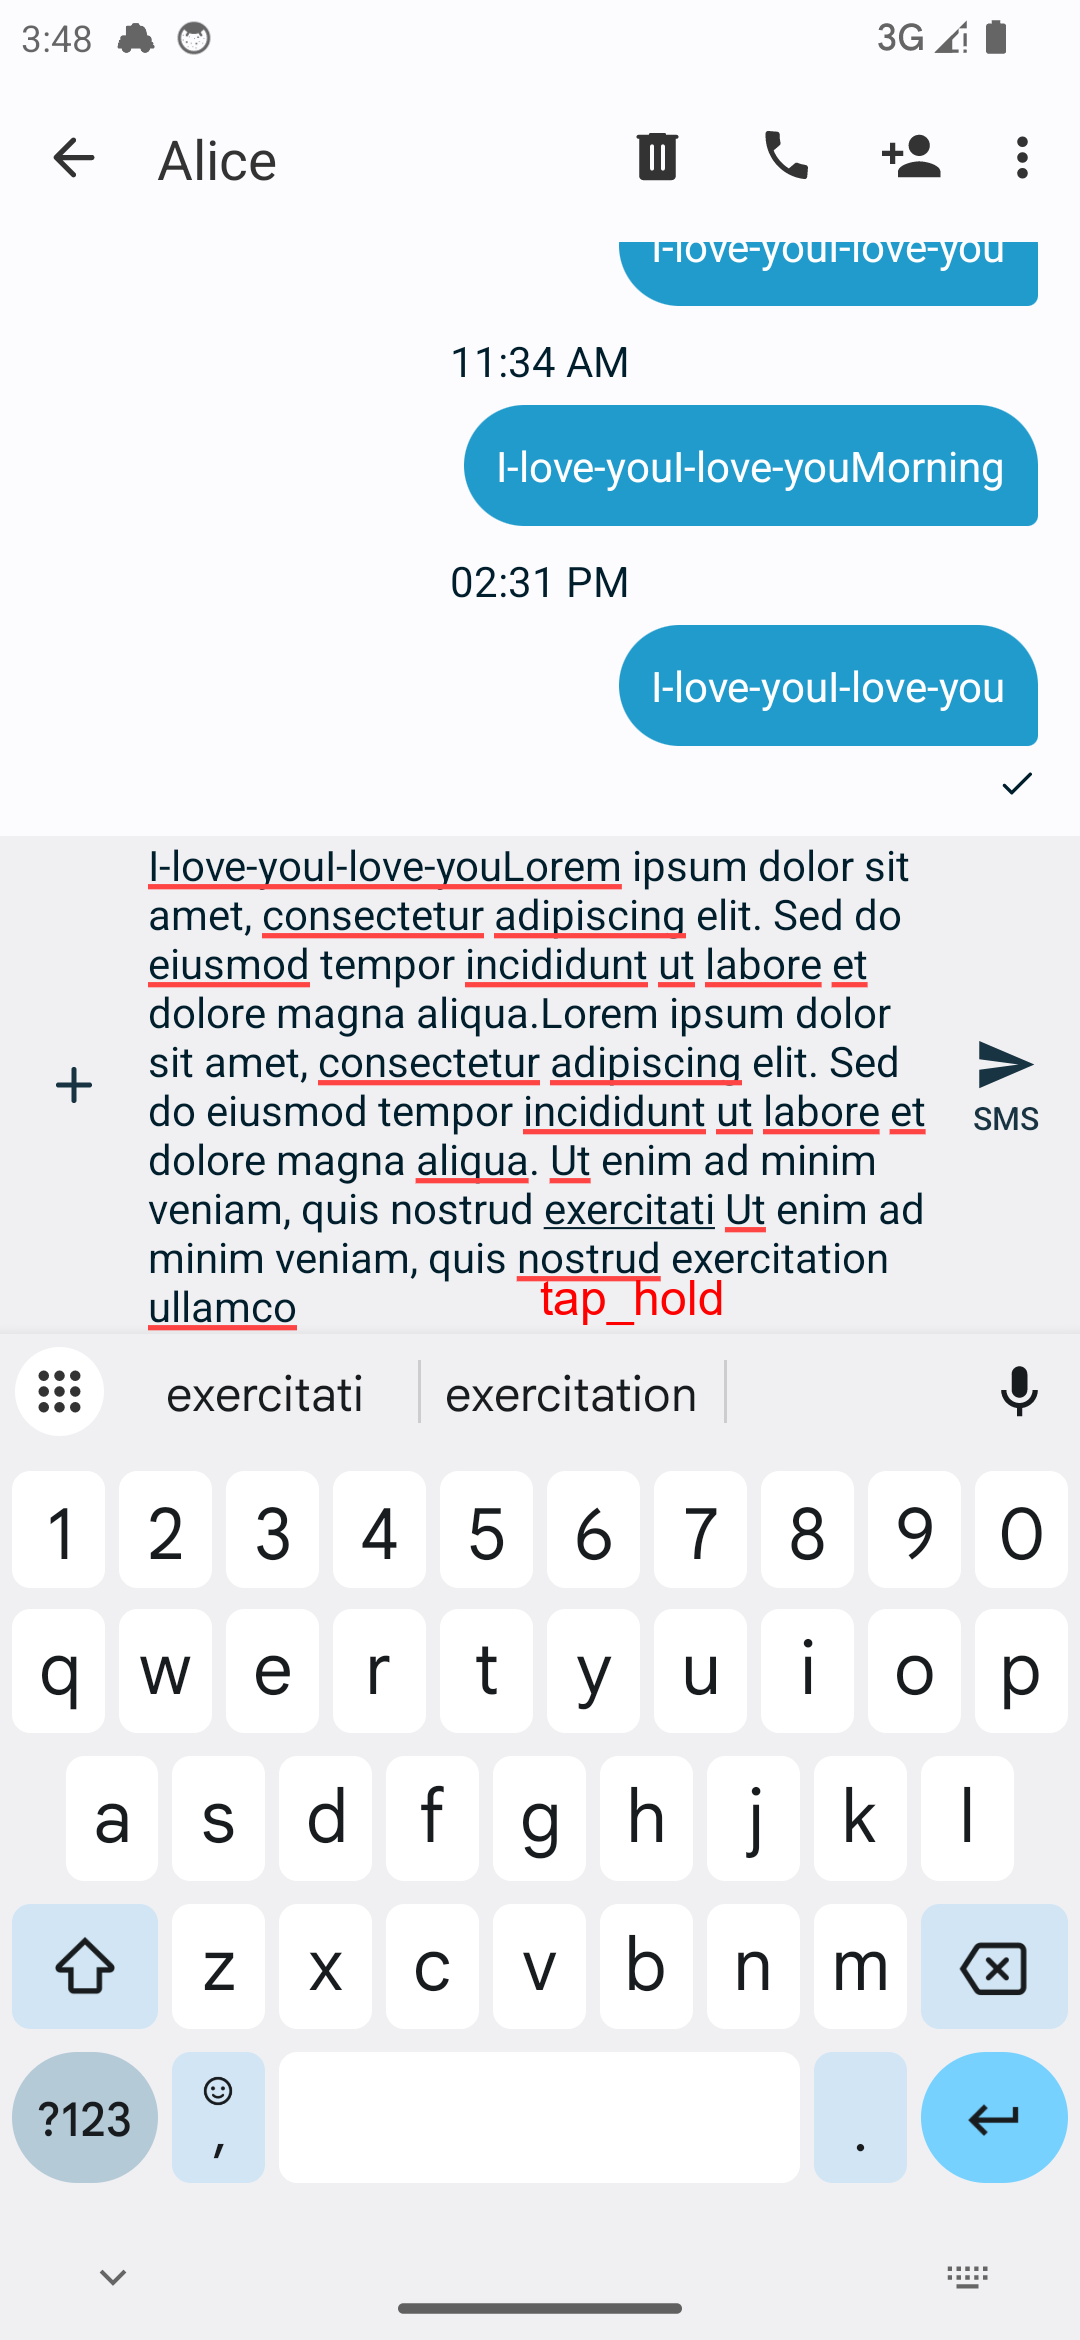 3:48
3G
Alice
I-love-youI-love-you
11:34 AM
I-love-youI-love-youMorning
02:31 PM
I-love-youI-love-you
I-love-youI-love-youLorem ipsum dolor sit
amet, consectetur adipiscing elit. Sed do
eiusmod tempor incididunt ut labore et
dolore magna aliqua.Lorem ipsum dolor
sit amet, consectetur adipiscing elit. Sed
do eiusmod tempor incididunt ut labore et
dolore magna aliqua. Ut enim ad minim
veniam, quis nostrud exercitati Ut enim ad
minim veniam, quis nostrud exercitation
ullamco
SMS
tap_hold
exercitati exercitation
1 2 3 4 5 6 7 8 9 0
q w e r t y u i o p
a s d f g h j k l
z x c v b n m
?123 , .